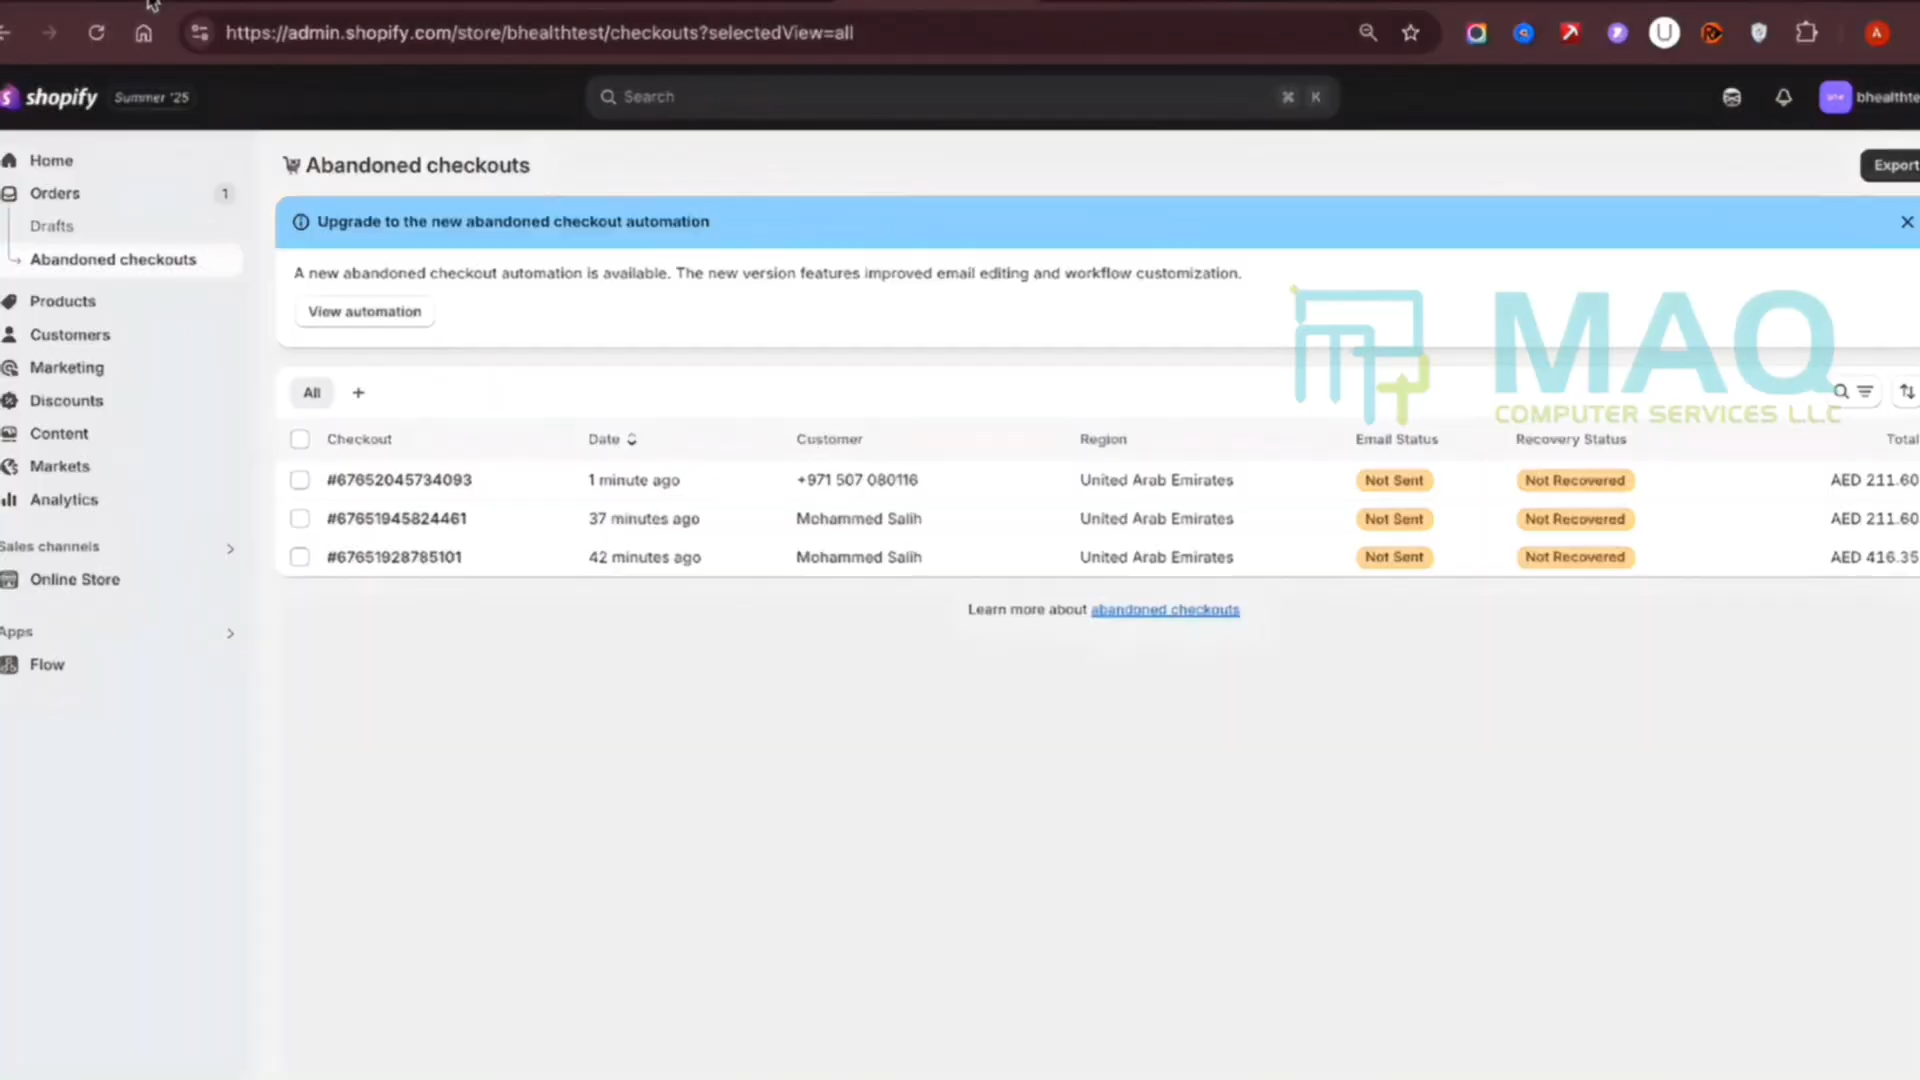 https://admin.shopify.com/store/bhealthtest/checkouts?selectedView=all
shopify Summer '25
Search ⌘ K
bhealthte
Home
Orders 1
Drafts
Abandoned checkouts
Products
Customers
Marketing
Discounts
Content
Markets
Analytics
Sales channels
Online Store
Apps
Flow
Abandoned checkouts
Export
Upgrade to the new abandoned checkout automation
A new abandoned checkout automation is available. The new version features improved email editing and workflow customization.
View automation
MAQ
COMPUTER SERVICES LLC
All +
Checkout Date Customer Region Email Status Recovery Status Total
#67652045734093 1 minute ago +971 507 080116 United Arab Emirates Not Sent Not Recovered AED 211.60
#67651945824461 37 minutes ago Mohammed Salih United Arab Emirates Not Sent Not Recovered AED 211.60
#67651928785101 42 minutes ago Mohammed Salih United Arab Emirates Not Sent Not Recovered AED 416.35
Learn more about abandoned checkouts